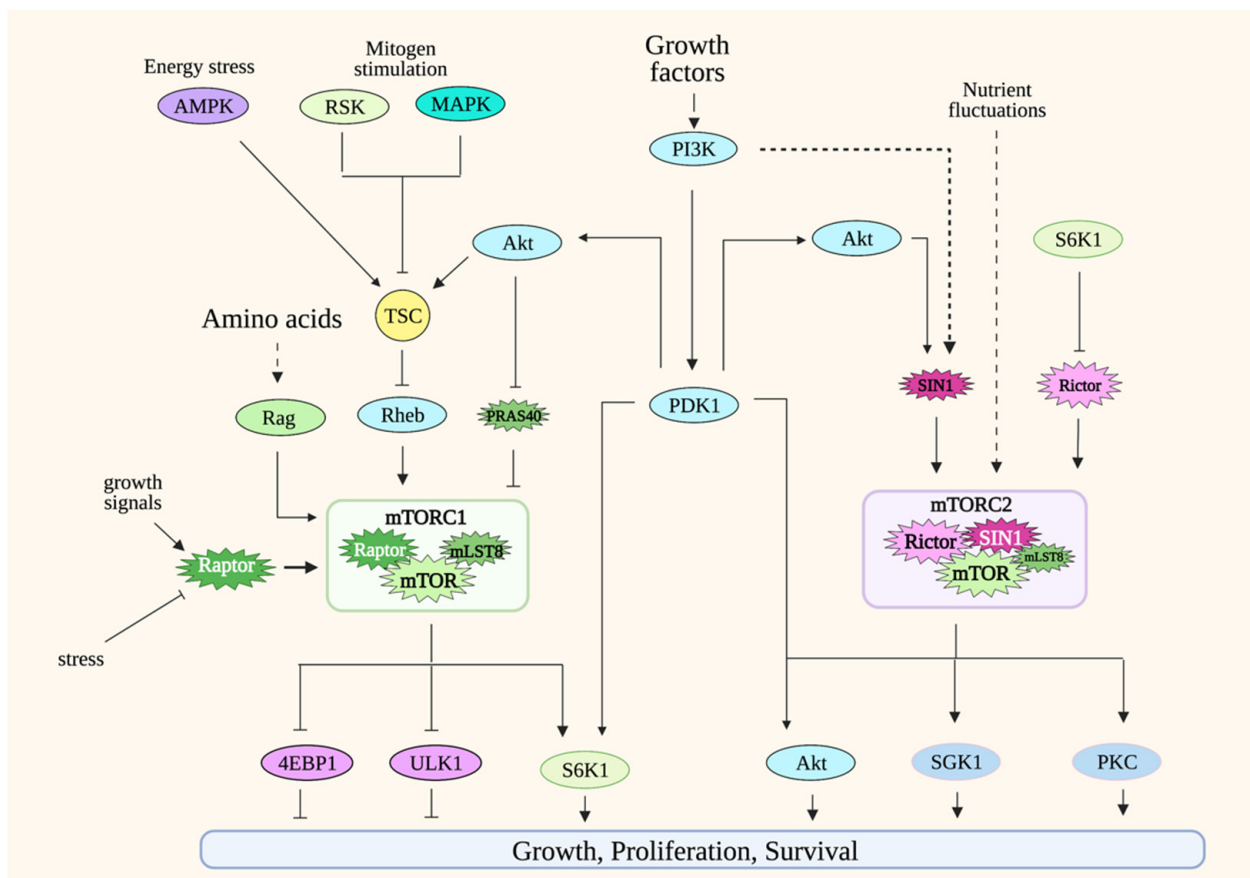 Energy stress
Mitogen
stimulation
Growth
factors
Nutrient
fluctuations
AMPK
RSK
MAPK
PI3K
Akt
Akt
S6K1
TSC
Amino acids
SIN1
Rictor
Rag
Rheb
PRAS40
PDK1
growth
signals
mTORC1
Raptor
mLST8
mTOR
mTORC2
Rictor
SIN1
mLST8
mTOR
Raptor
stress
4EBP1
ULK1
S6K1
Akt
SGK1
PKC
Growth, Proliferation, Survival